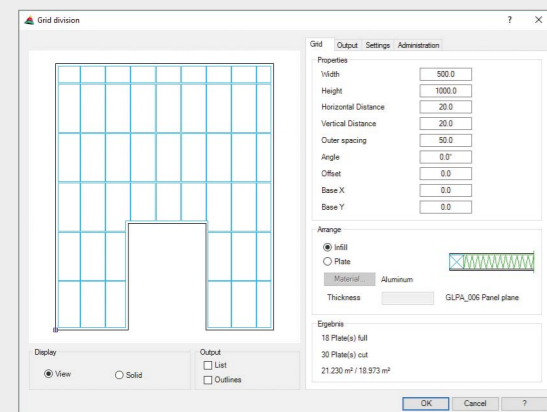 Grid division
? ×
Grid Output Settings Administration
Properties
Width 500.0
Height 1000.0
Horizontal Distance 20.0
Vertical Distance 20.0
Outer spacing 50.0
Angle 0.0°
Offset 0.0
Base X 0.0
Base Y 0.0
Arrange
Infill
Plate
Material... Aluminum
Thickness GLPA_006 Panel plane
Ergebnis
18 Plate(s) full
30 Plate(s) cut
21.230 m² / 18.973 m²
Display
View Solid
Output
List
Outlines
OK Cancel ?